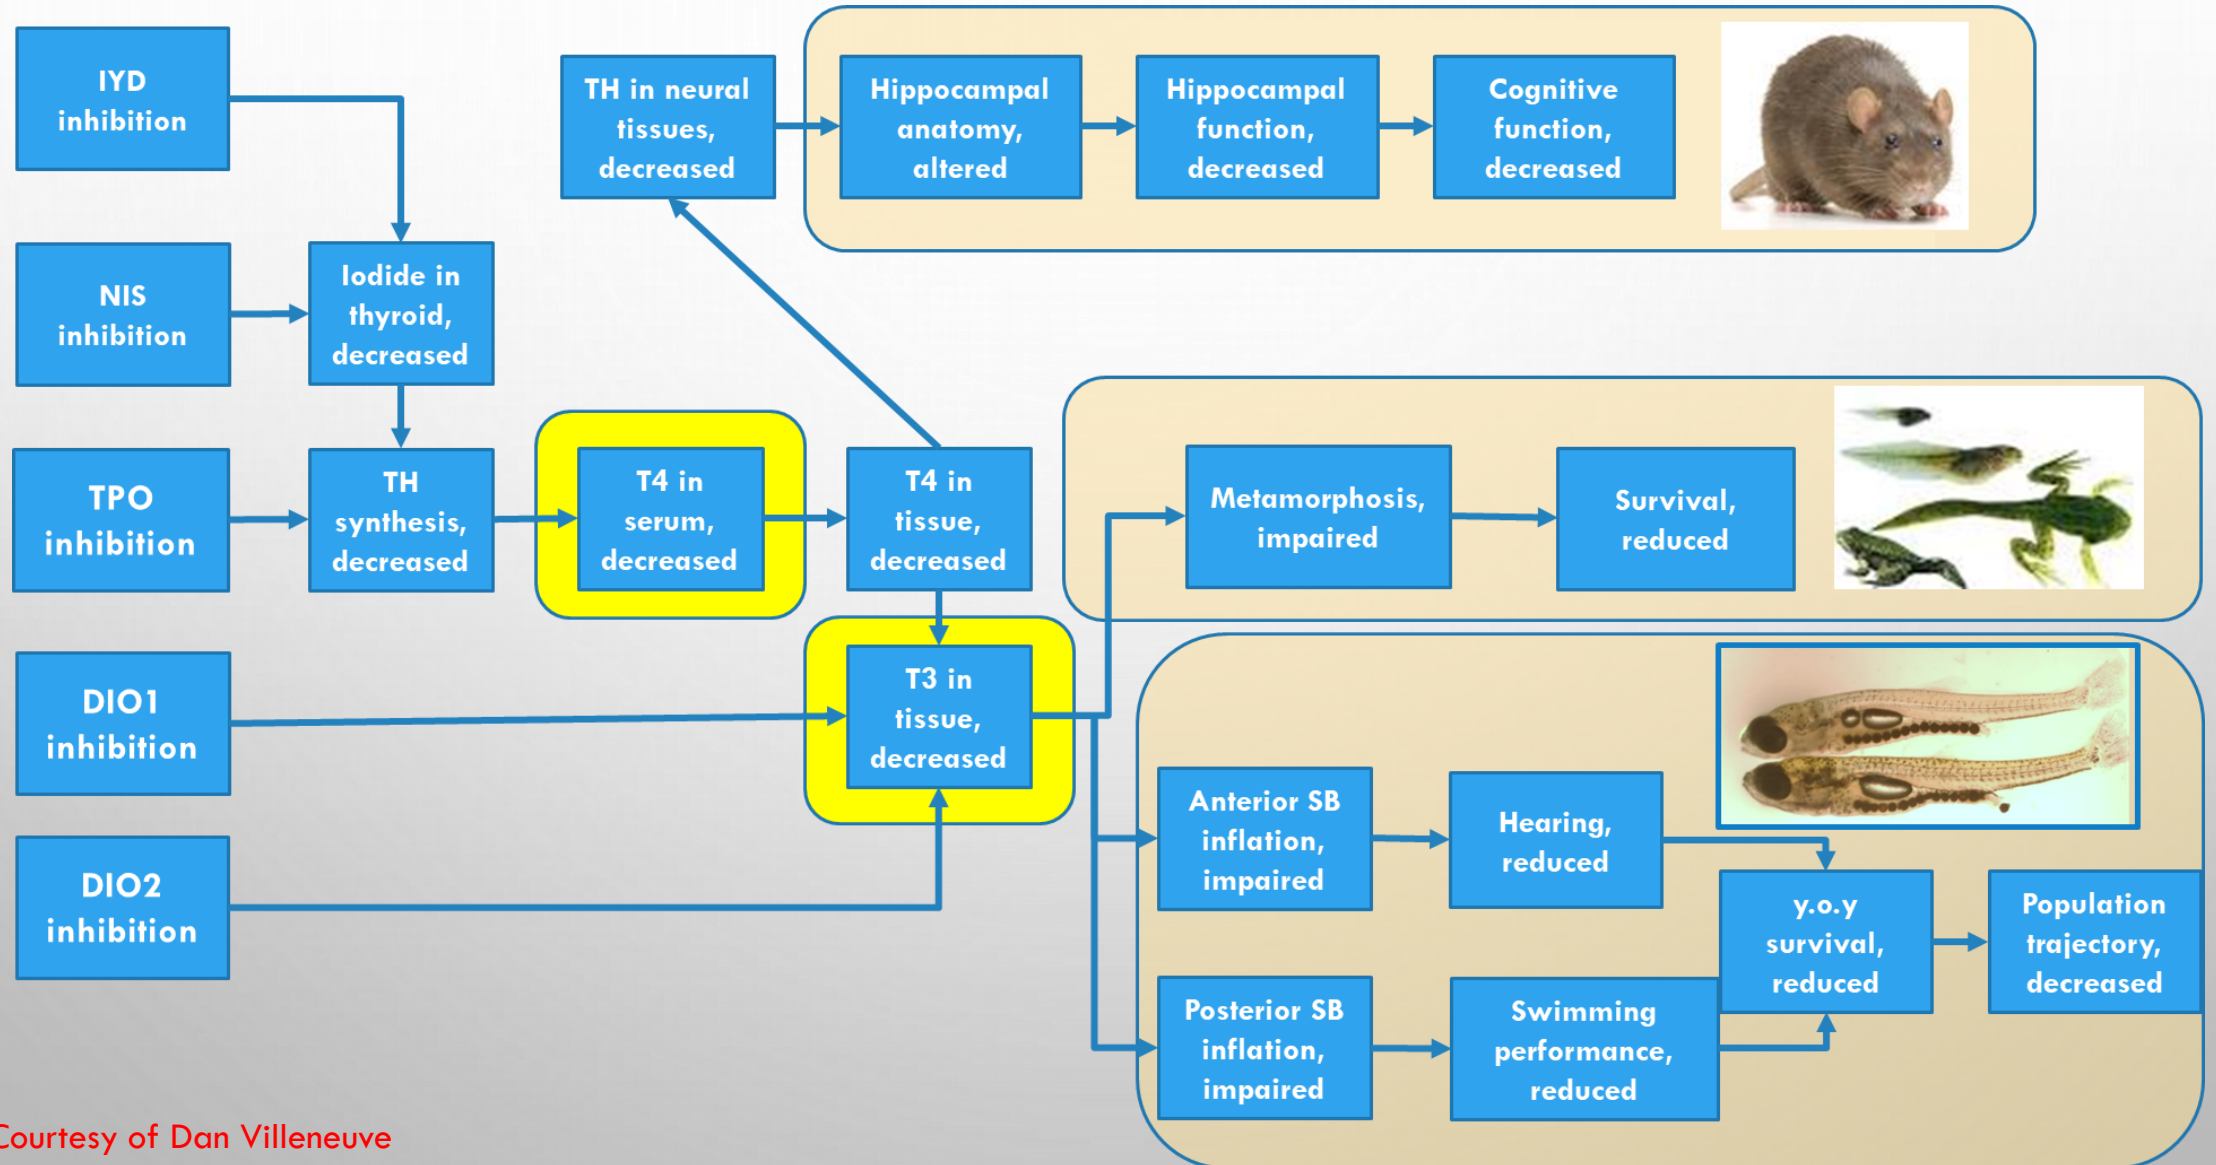 IYD
inhibition
TH in neural
tissues,
decreased
Hippocampal
anatomy,
altered
Hippocampal
function,
decreased
Cognitive
function,
decreased
NIS
inhibition
Iodide in
thyroid,
decreased
TPO
inhibition
TH
synthesis,
decreased
T4 in
serum,
decreased
T4 in
tissue,
decreased
Metamorphosis,
impaired
Survival,
reduced
DIO1
inhibition
T3 in
tissue,
decreased
DIO2
inhibition
Anterior SB
inflation,
impaired
Hearing,
reduced
y.o.y
survival,
reduced
Population
trajectory,
decreased
Posterior SB
inflation,
impaired
Swimming
performance,
reduced
Courtesy of Dan Villeneuve